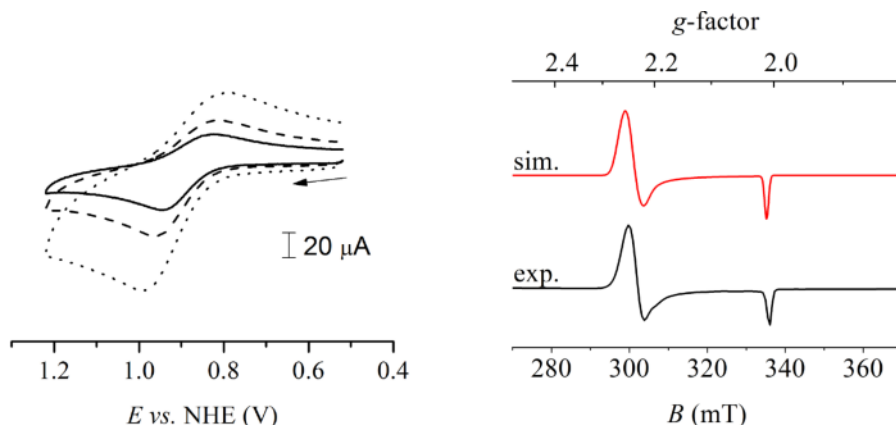 20 μA
1.2 1.0 0.8 0.6 0.4
E vs. NHE (V)
g-factor
2.4 2.2 2.0
sim.
exp.
280 300 320 340 360
B (mT)